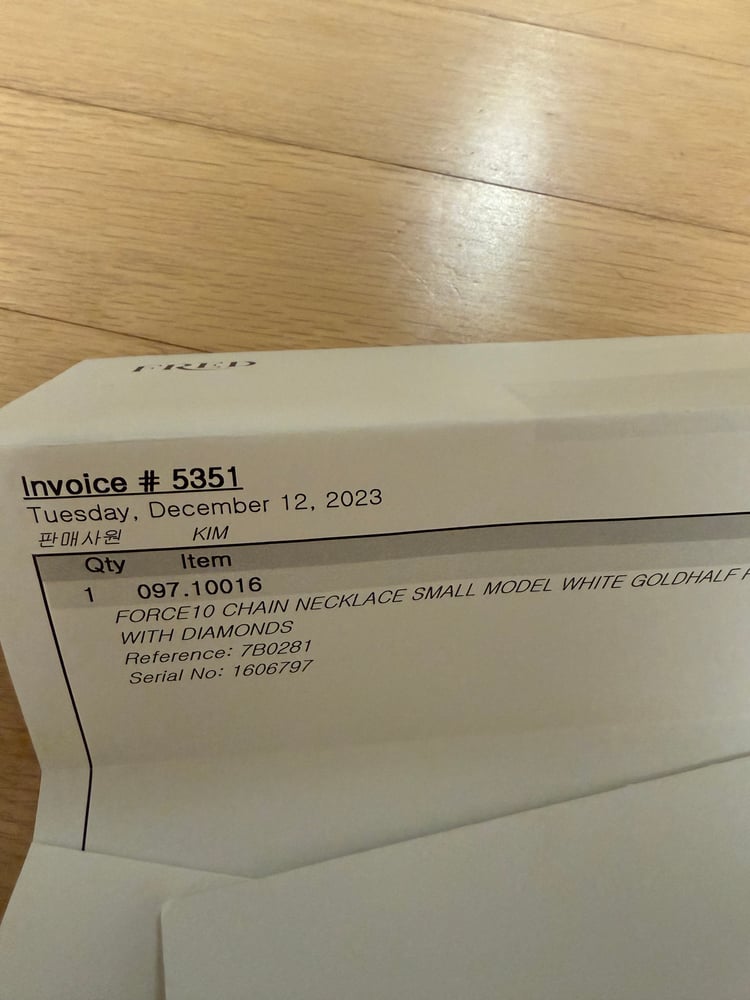 FRED
Invoice # 5351
Tuesday, December 12, 2023
판매사원 KIM
Qty Item
1 097.10016
FORCE10 CHAIN NECKLACE SMALL MODEL WHITE GOLDHALF
WITH DIAMONDS
Reference: 7B0281
Serial No: 1606797